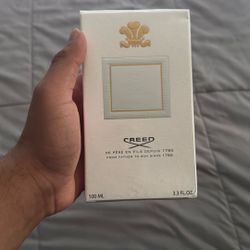 CREED
DE PÈRE EN FILS DEPUIS 1760
FROM FATHER TO SON SINCE 1760
100 ML
3.3 FL.OZ